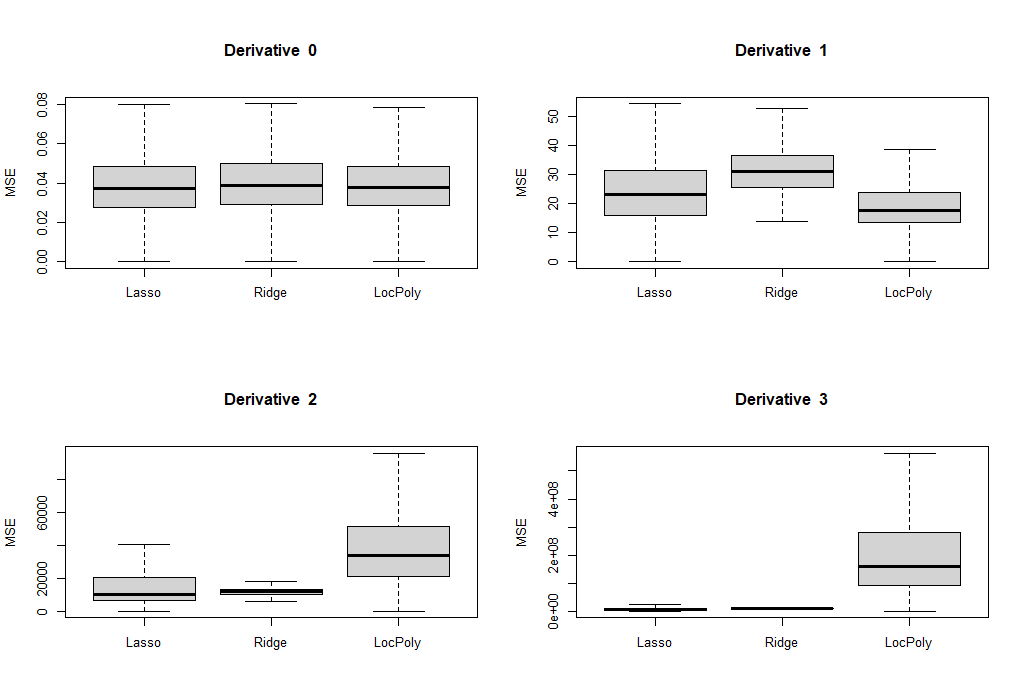 Derivative 0
MSE
0.00 0.02 0.04 0.06 0.08
Lasso Ridge LocPoly
Derivative 1
MSE
0 10 20 30 40 50
Lasso Ridge LocPoly
Derivative 2
MSE
0 20000 60000
Lasso Ridge LocPoly
Derivative 3
MSE
0e+00 2e+08 4e+08
Lasso Ridge LocPoly